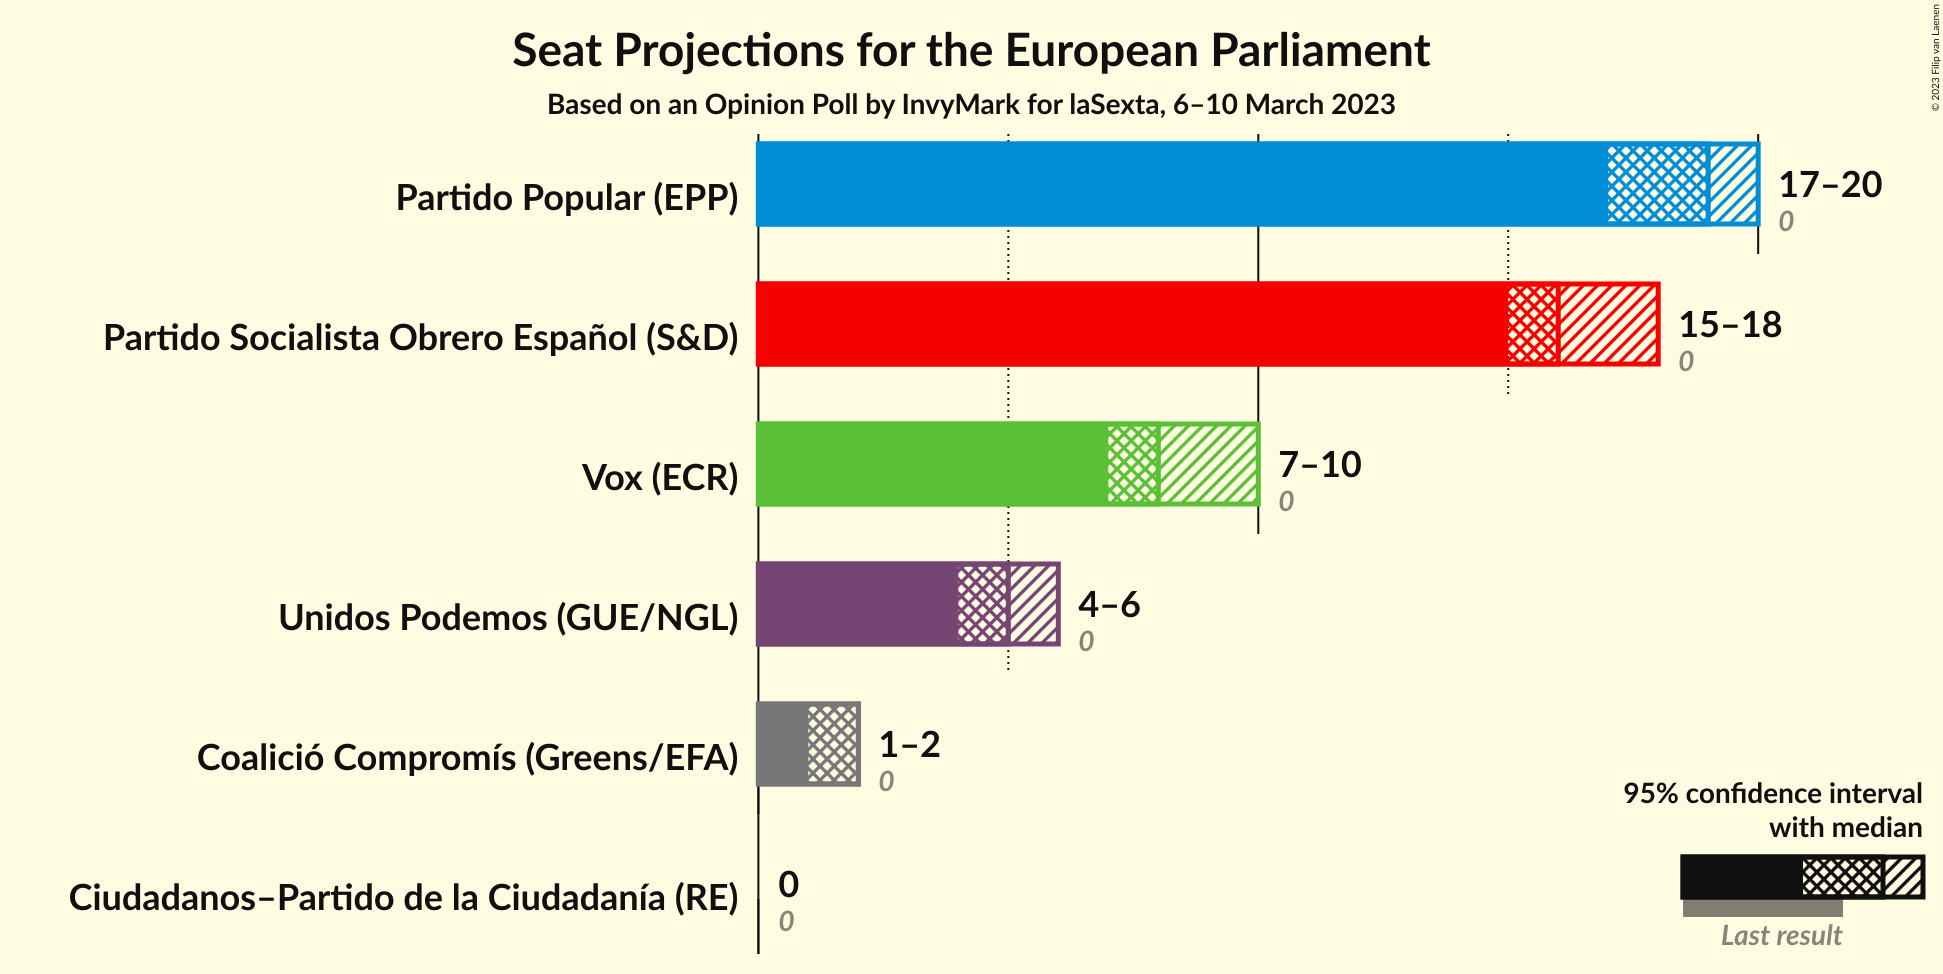 Seat Projections for the European Parliament
Based on an Opinion Poll by InvyMark for laSexta, 6–10 March 2023
© 2023 Filip van Laenen
Partido Popular (EPP)
17–20
0
Partido Socialista Obrero Español (S&D)
15–18
0
Vox (ECR)
7–10
0
Unidos Podemos (GUE/NGL)
4–6
0
Coalició Compromís (Greens/EFA)
1–2
0
Ciudadanos–Partido de la Ciudadanía (RE)
0
0
95% confidence interval
with median
Last result